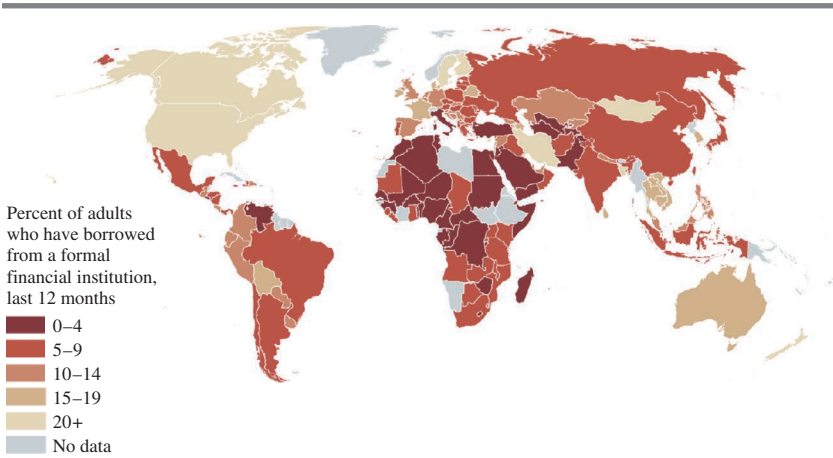 Percent of adults
who have borrowed
from a formal
financial institution,
last 12 months
0–4
5–9
10–14
15–19
20+
No data